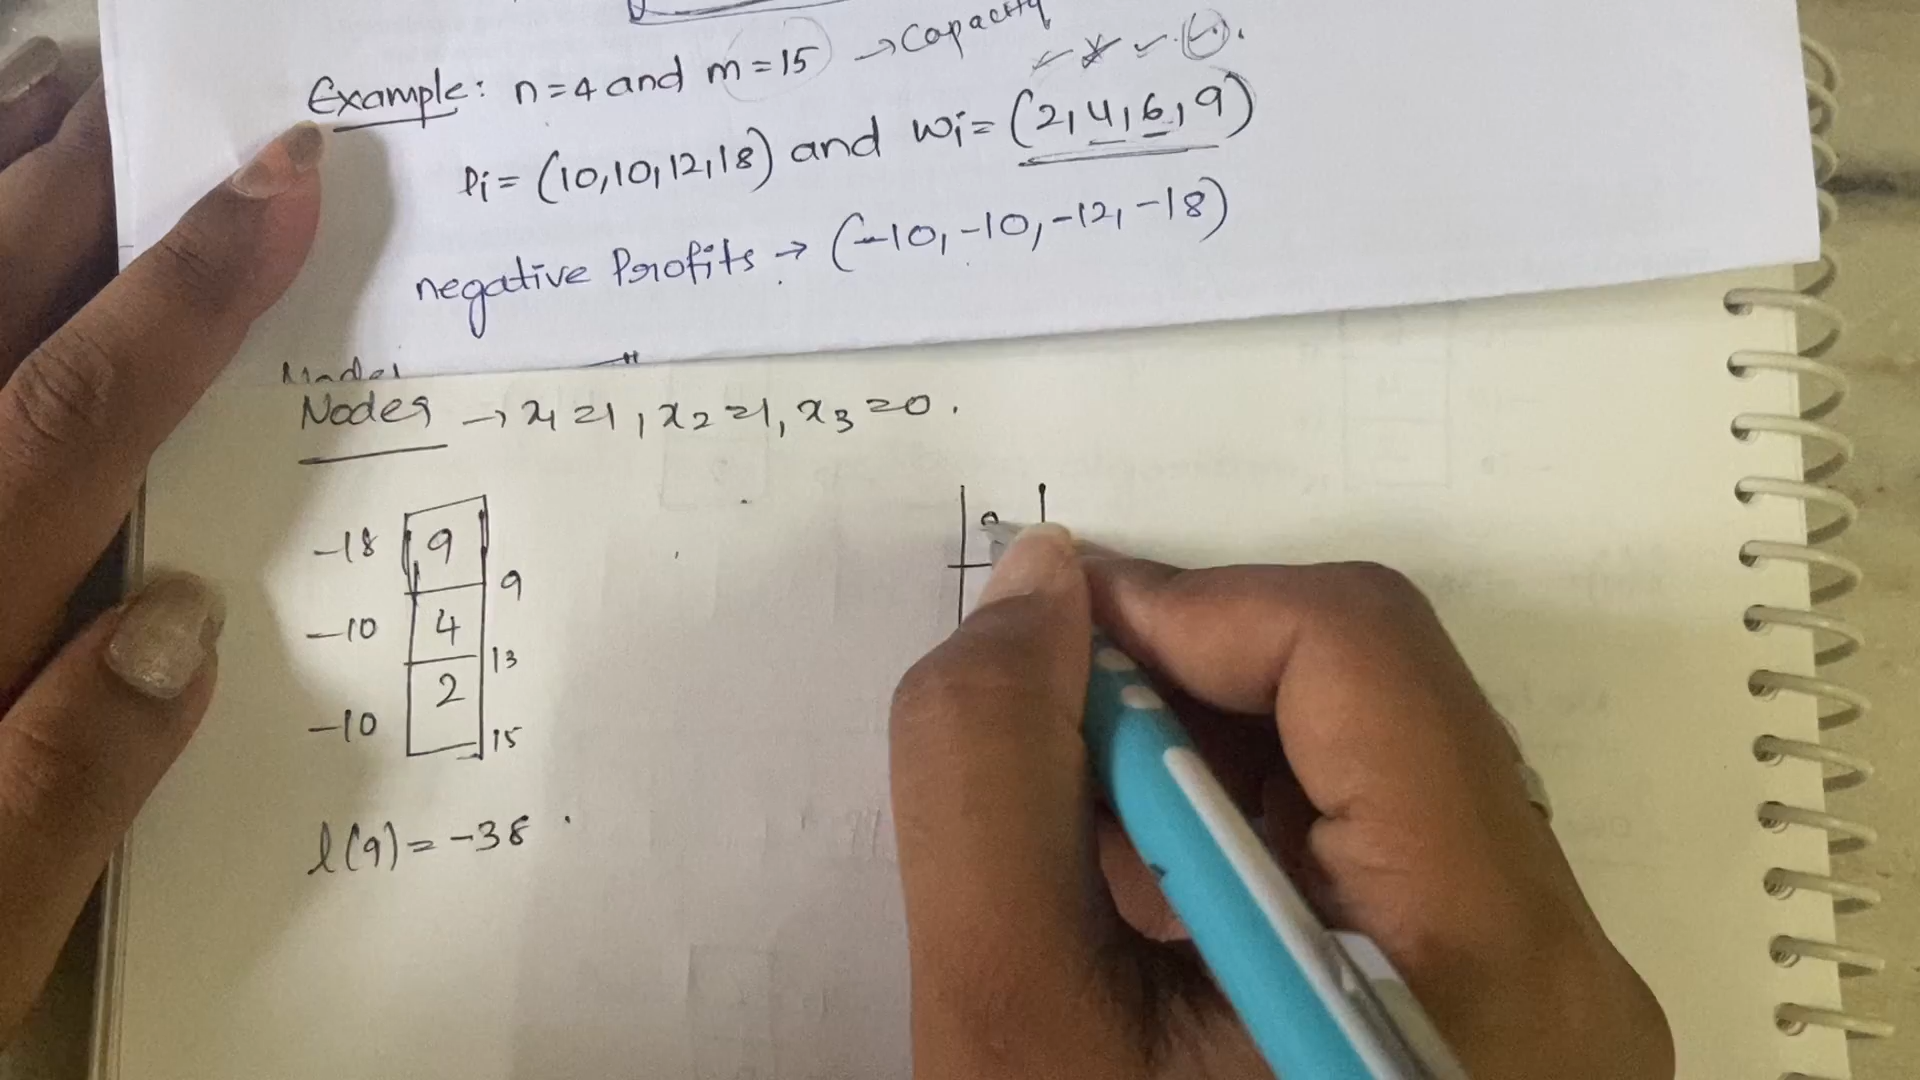 Example: n=4 and m=15 → Capacity
Pi = (10,10,12,18) and wi = (2,4,6,9)
negative Profits → (-10, -10, -12, -18)
Nodes → x1=1, x2=1, x3=0.
-18 9 9
-10 4 13
-10 2 15
l(9) = -38
9